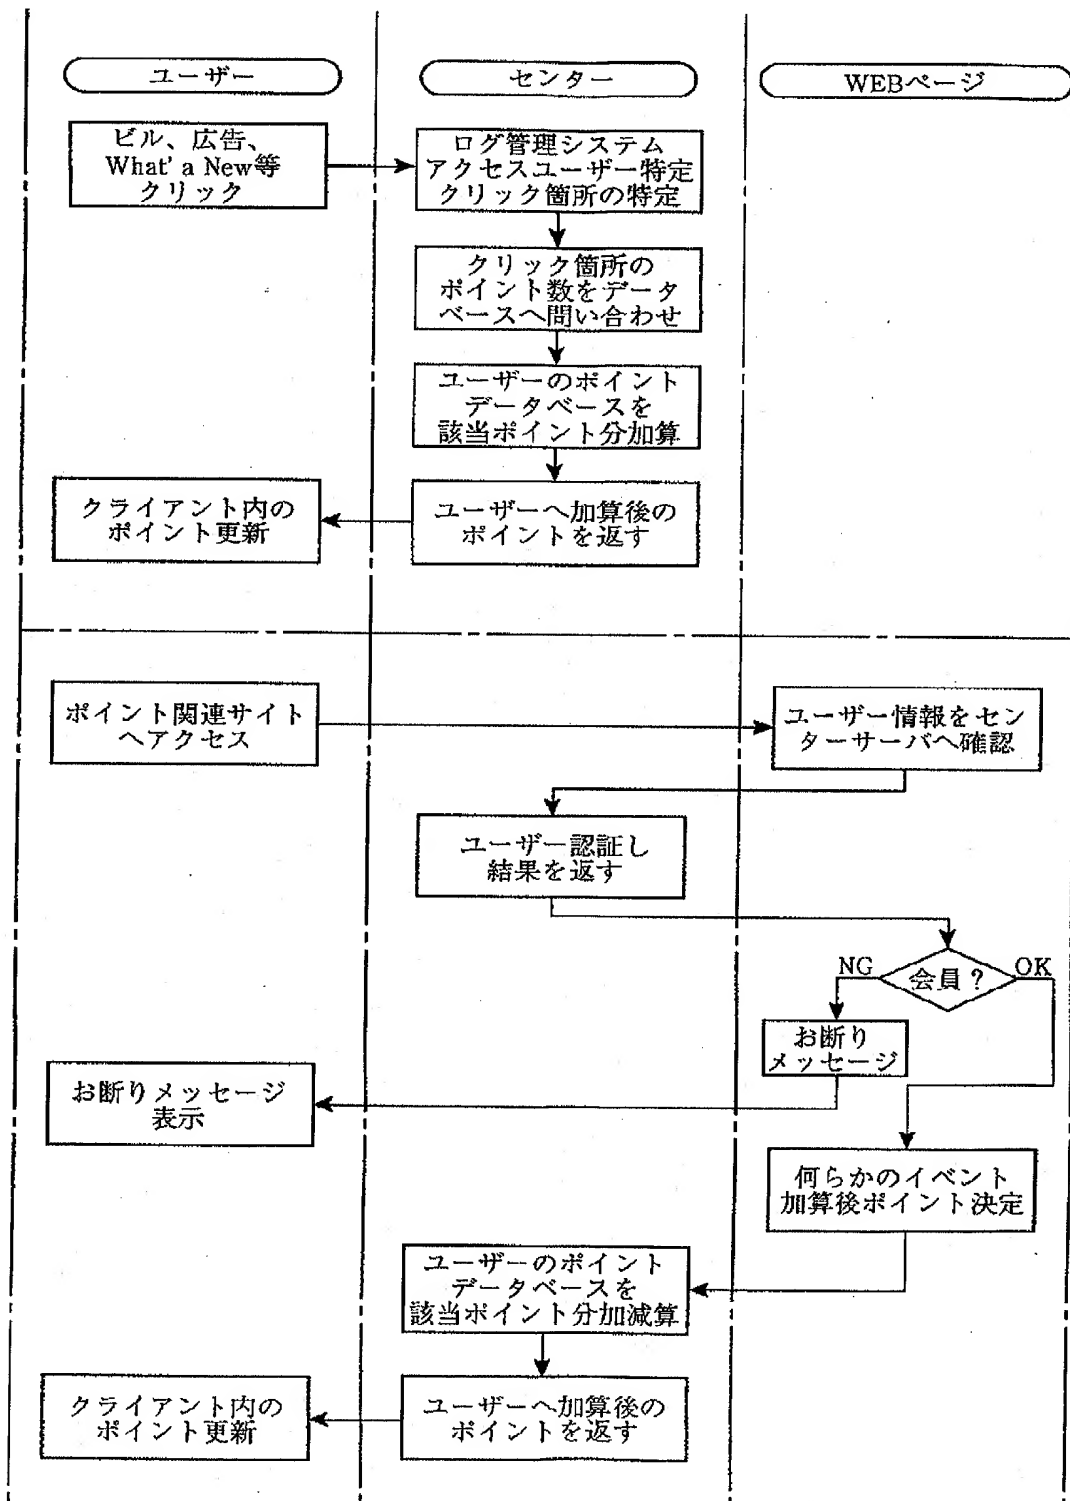 ユーザー
センター
WEBページ
ビル、広告、
What' a New等
クリック
ログ管理システム
アクセスユーザー特定
クリック箇所の特定
クリック箇所の
ポイント数をデータ
ベースへ問い合わせ
ユーザーのポイント
データベースを
該当ポイント分加算
クライアント内の
ポイント更新
ユーザーへ加算後の
ポイントを返す
ポイント関連サイト
へアクセス
ユーザー情報をセン
ターサーバへ確認
ユーザー認証し
結果を返す
NG
会員?
OK
お断り
メッセージ
お断りメッセージ
表示
何らかのイベント
加算後ポイント決定
ユーザーのポイント
データベースを
該当ポイント分加減算
クライアント内の
ポイント更新
ユーザーへ加算後の
ポイントを返す